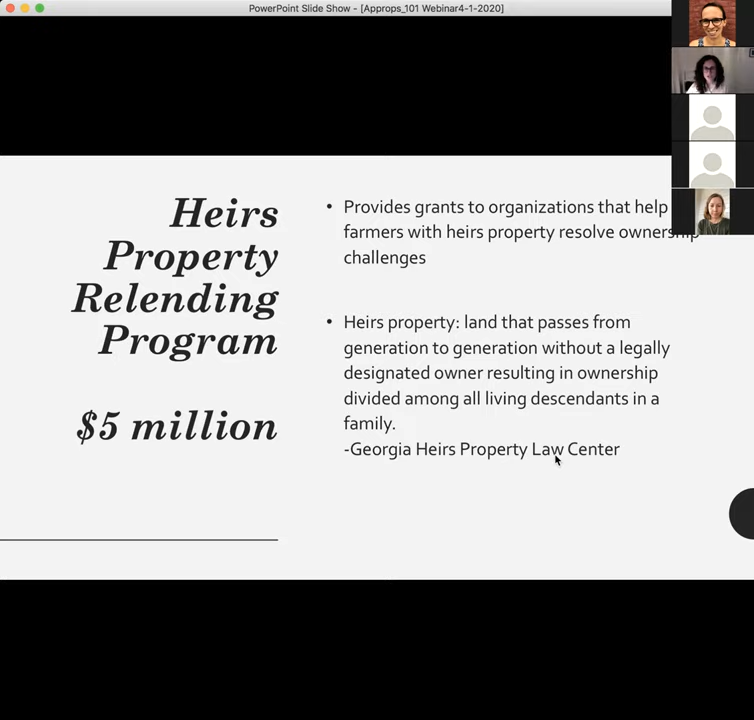 PowerPoint Slide Show - [Approps_101 Webinar4-1-2020]
Heirs
Property
Relending
Program
$5 million
• Provides grants to organizations that help
farmers with heirs property resolve ownership
challenges
• Heirs property: land that passes from
generation to generation without a legally
designated owner resulting in ownership
divided among all living descendants in a
family.
-Georgia Heirs Property Law Center